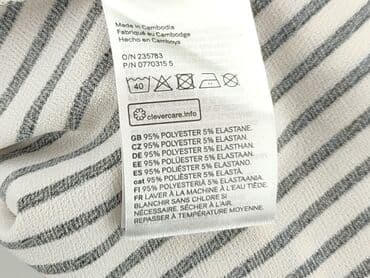 Made in Cambodia
Fabriqué au Cambodge
Hecho en Camboya
O/N 235783
P/N 0770315 5
40
clevercare.info
GB 95% POLYESTER 5% ELASTANE.
CZ 95% POLYESTER 5% ELASTAN.
DE 95% POLYESTER 5% ELASTHAN.
EE 95% POLÜESTER 5% ELASTAAN.
ES 95% POLIÉSTER 5% ELASTANO.
cat 95% POLIÈSTER 5% ELASTÀ.
FI 95% POLYESTERIÄ 5% ELASTAANIA.
FR LAVER À LA MACHINE À L'EAU TIÈDE.
BLANCHIR SANS CHLORE SI
NÉCESSAIRE. SÉCHER À L'AIR.
REPASSER À TEMPÉRATURE MOYENNE.